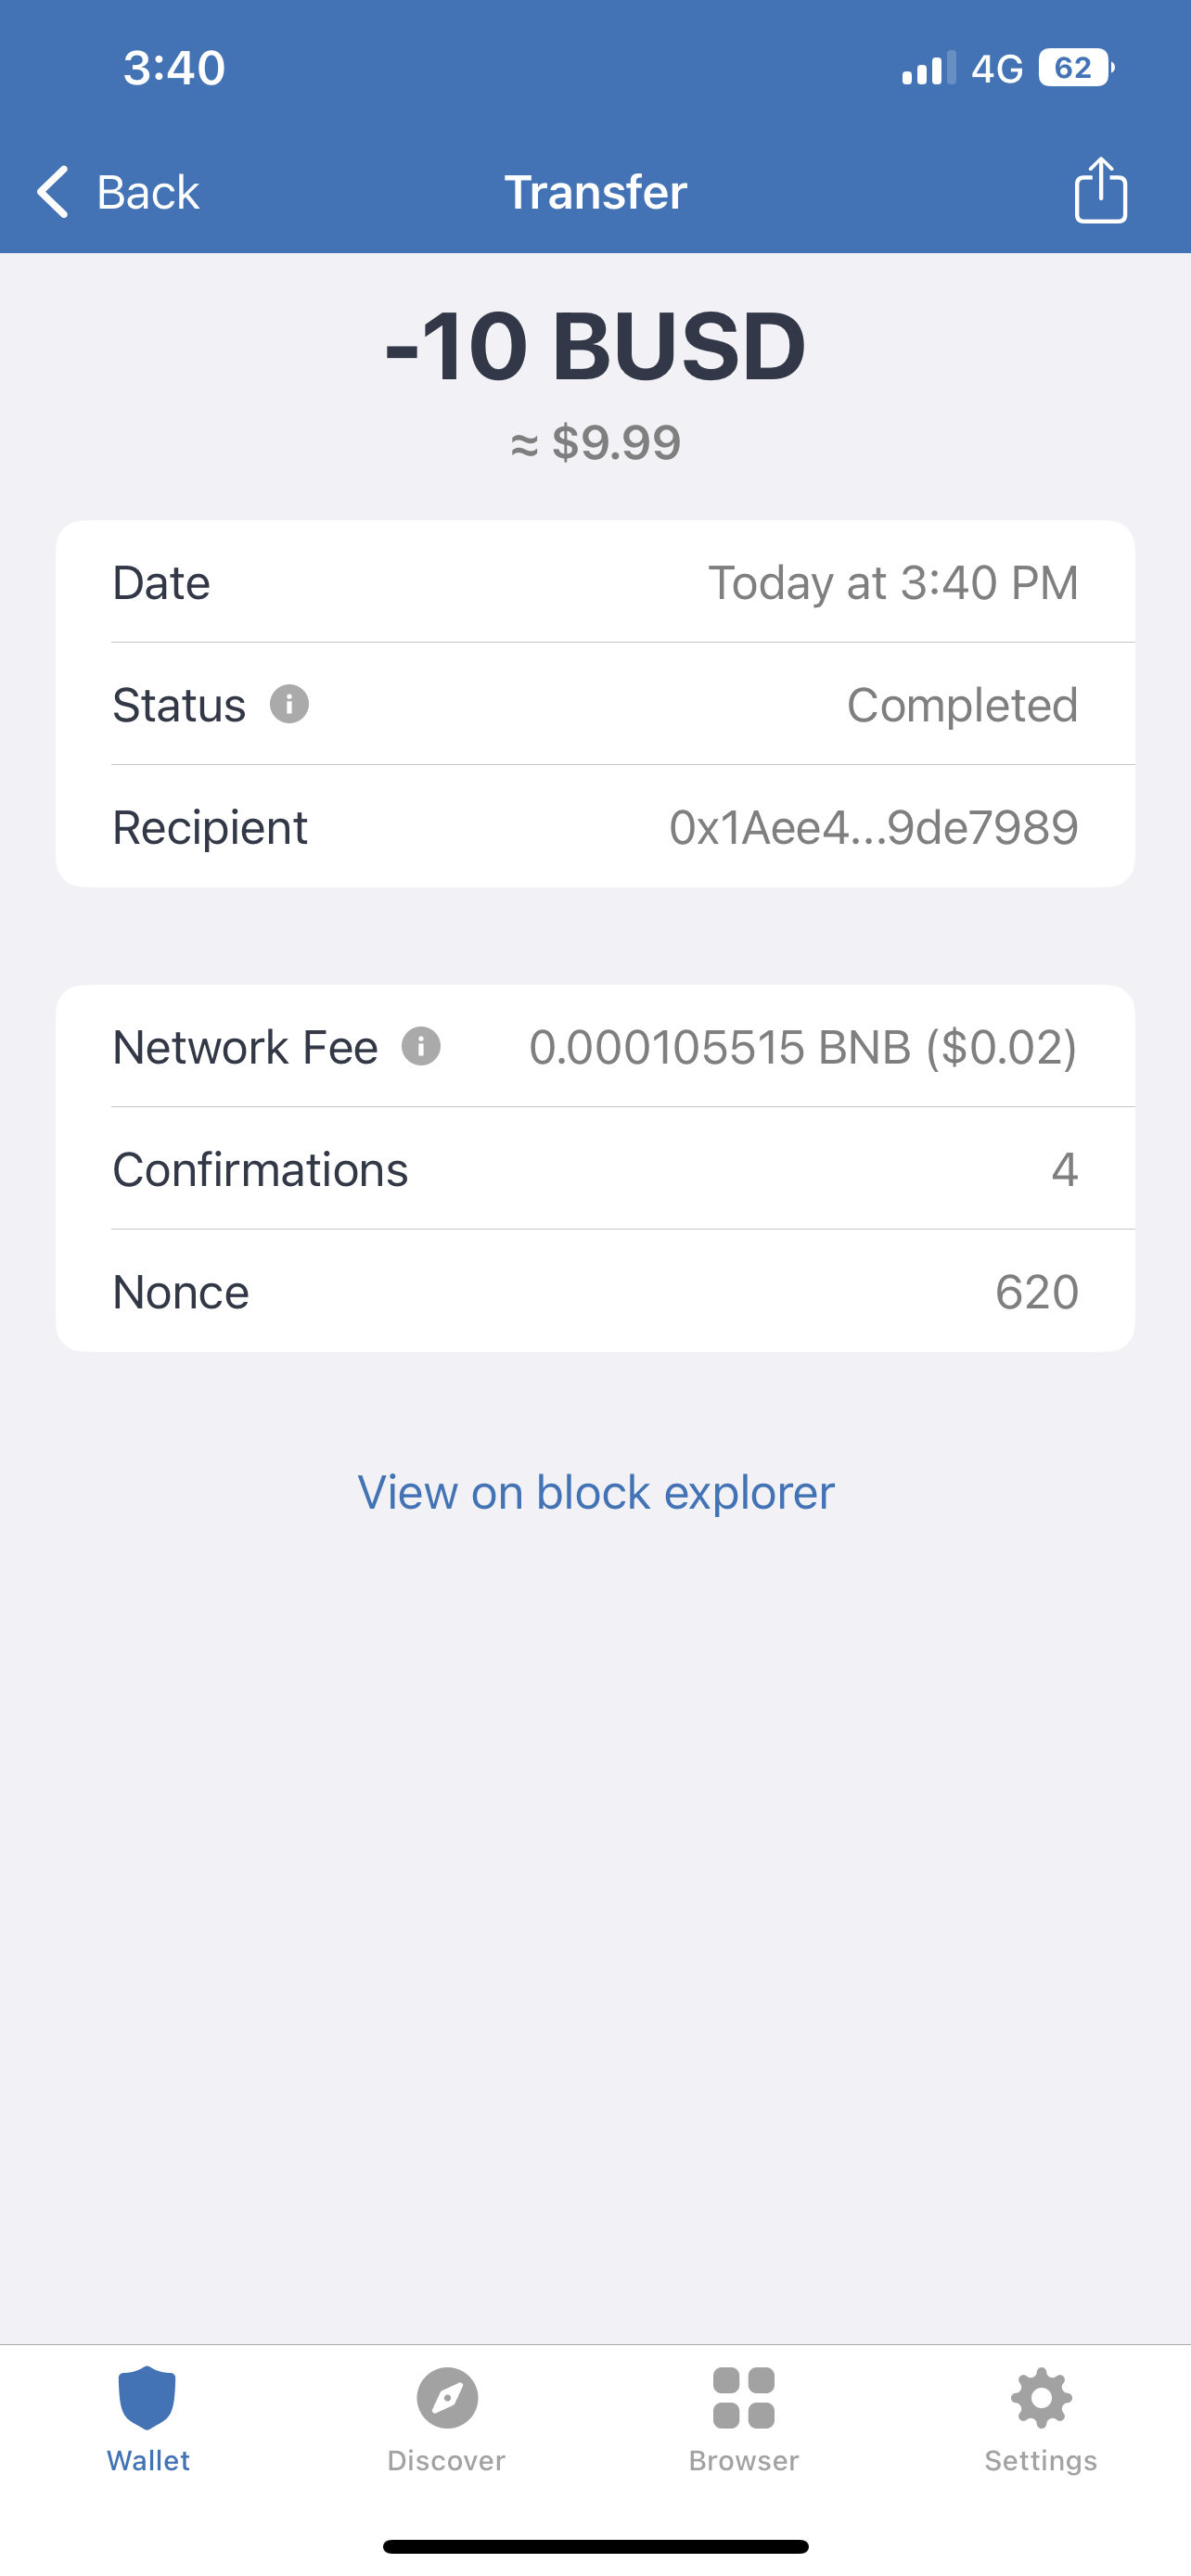 3:40
4G 62
Back
Transfer
-10 BUSD
≈ $9.99
Date Today at 3:40 PM
Status Completed
Recipient 0x1Aee4...9de7989
Network Fee 0.000105515 BNB ($0.02)
Confirmations 4
Nonce 620
View on block explorer
Wallet Discover Browser Settings